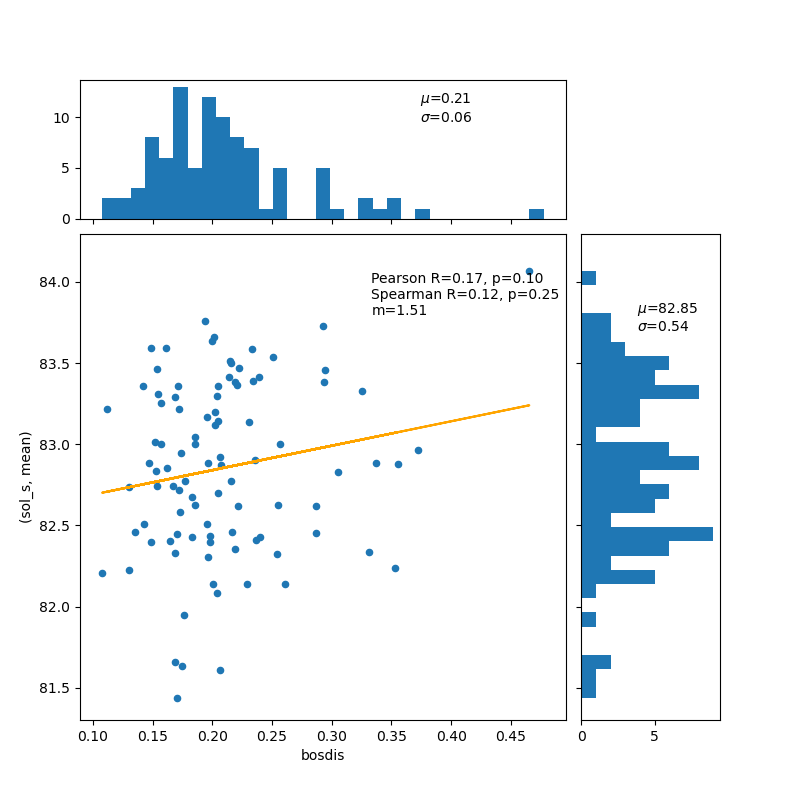 10
5
0
μ=0.21
σ=0.06
84.0
83.5
83.0
82.5
82.0
81.5
(sol_s, mean)
Pearson R=0.17, p=0.10
Spearman R=0.12, p=0.25
m=1.51
μ=82.85
σ=0.54
0.10 0.15 0.20 0.25 0.30 0.35 0.40 0.45
bosdis
0 5